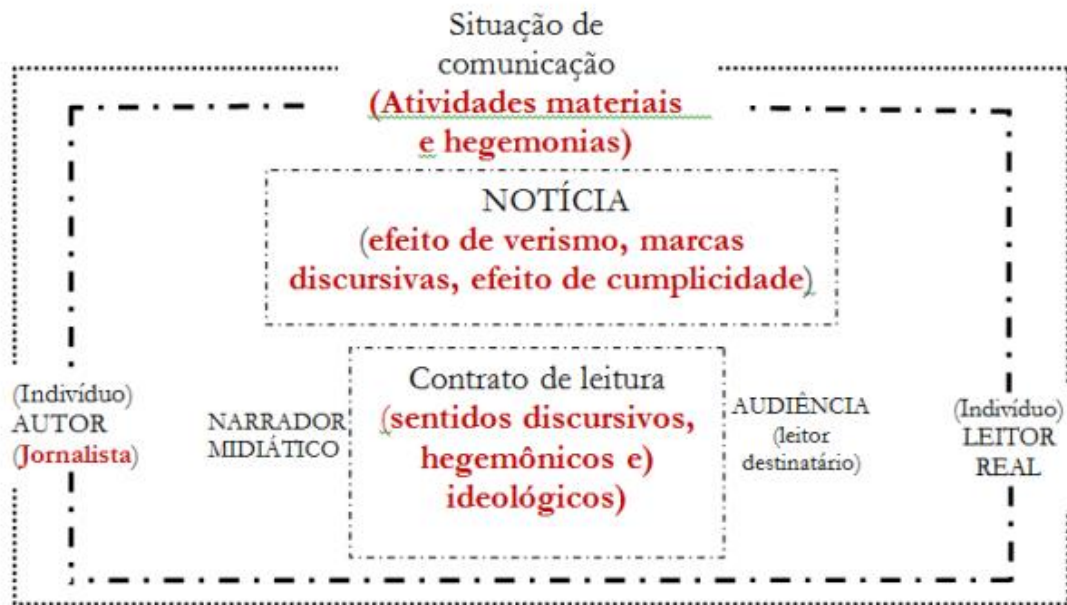 Situação de
comunicação
(Atividades materiais
e hegemonias)
NOTÍCIA
(efeito de verismo, marcas
discursivas, efeito de cumplicidade)
(Indivíduo)
AUTOR
(Jornalista)
NARRADOR
MIDIÁTICO
Contrato de leitura
(sentidos discursivos,
hegemônicos e)
ideológicos)
AUDIÊNCIA
(leitor
destinatário)
(Indivíduo)
LEITOR
REAL